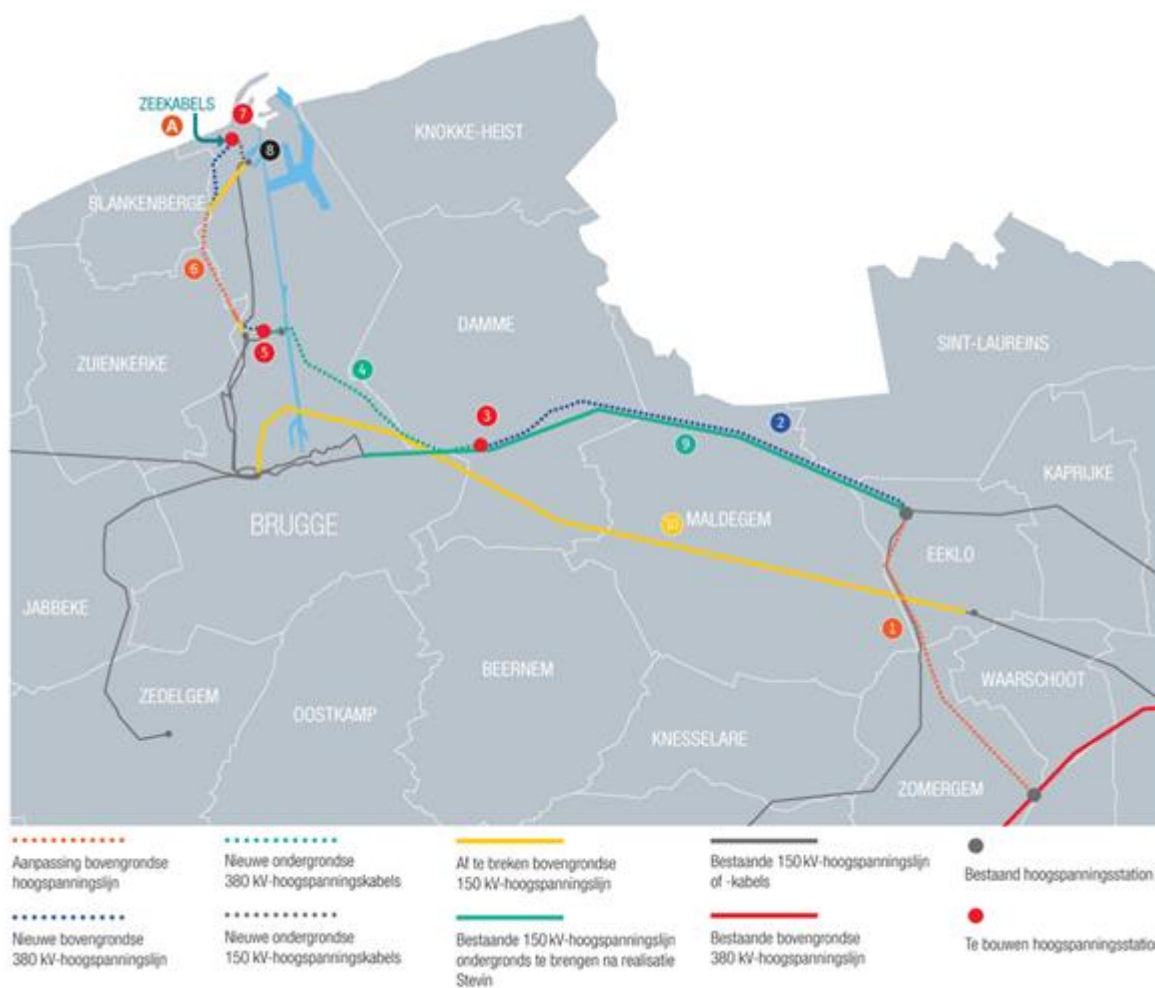 ZEEKABELS
A
7
8
KNOKKE-HEIST
BLANKENBERGE
6
DAMME
SINT-LAUREINS
ZUIENKERKE
5
4
3
2
9
KAPRIJKE
BRUGGE
10
MALDEGEM
EEKLO
JABBEKE
1
BEERNEM
WAARSCHOOT
ZEDELGEM
OOSTKAMP
KNESSELARE
ZOMERGEM
Aanpassing bovengrondse
hoogspanningslijn
Nieuwe ondergrondse
380 kV-hoogspanningskabels
Af te breken bovengrondse
150 kV-hoogspanningslijn
Bestaande 150 kV-hoogspanningslijn
of -kabels
Bestaand hoogspanningsstation
Nieuwe bovengrondse
380 kV-hoogspanningslijn
Nieuwe ondergrondse
150 kV-hoogspanningskabels
Bestaande 150 kV-hoogspanningslijn
ondergronds te brengen na realisatie
Stevin
Bestaande bovengrondse
380 kV-hoogspanningslijn
Te bouwen hoogspanningsstation